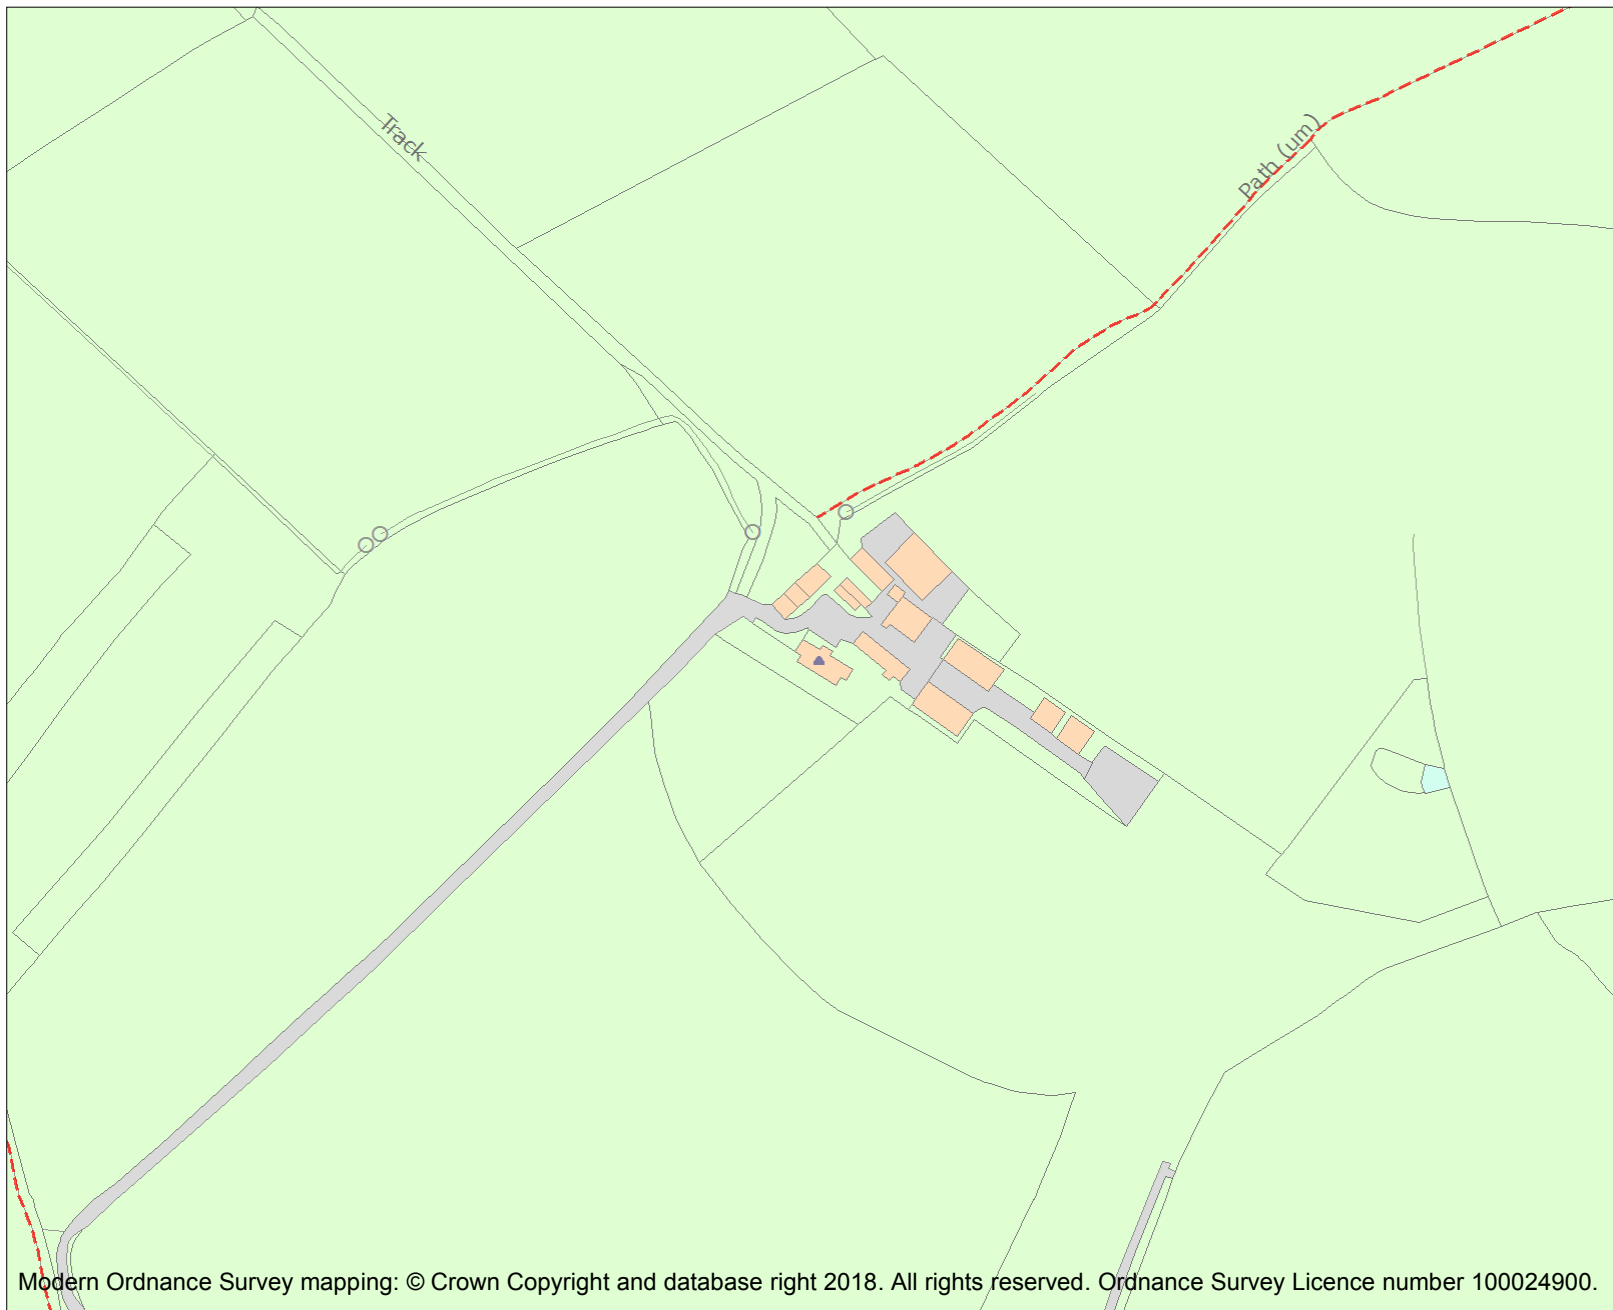 Track
Path (um)
Modern Ordnance Survey mapping: © Crown Copyright and database right 2018. All rights reserved. Ordnance Survey Licence number 100024900.